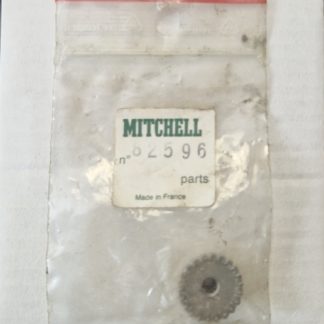 MITCHELL
n° 82596
parts
Made in France